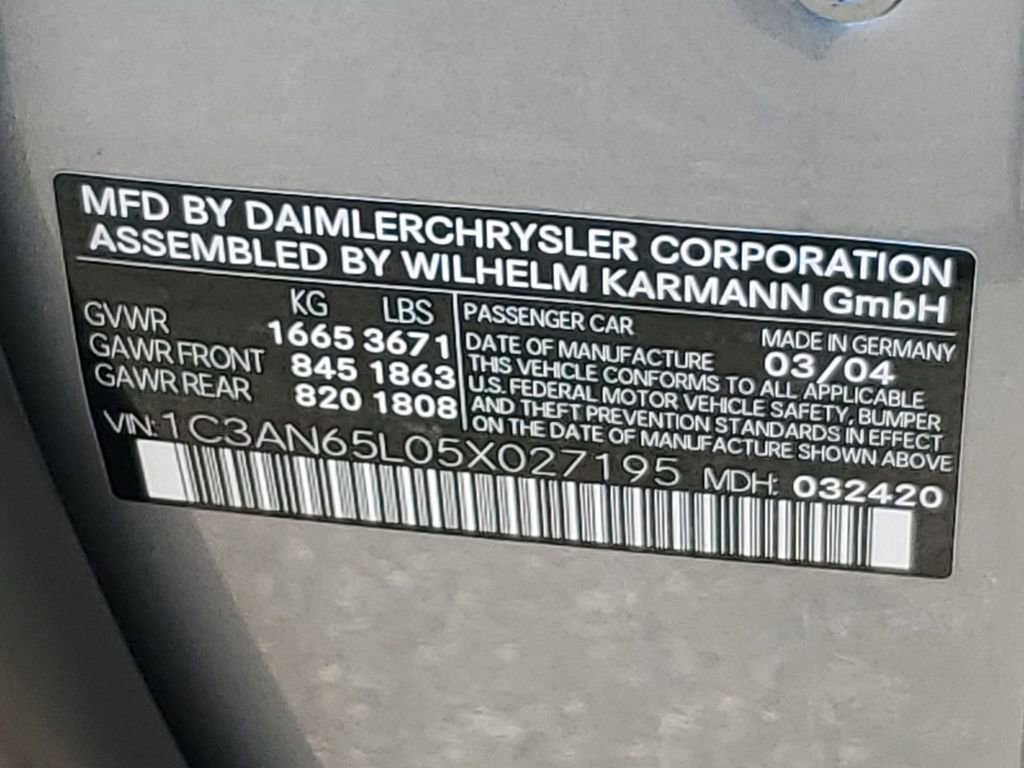 MFD BY DAIMLERCHRYSLER CORPORATION
ASSEMBLED BY WILHELM KARMANN GmbH
KG LBS
GVWR 1665 3671
GAWR FRONT 845 1863
GAWR REAR 820 1808
PASSENGER CAR MADE IN GERMANY
DATE OF MANUFACTURE 03/04
THIS VEHICLE CONFORMS TO ALL APPLICABLE
U.S. FEDERAL MOTOR VEHICLE SAFETY, BUMPER
AND THEFT PREVENTION STANDARDS IN EFFECT
ON THE DATE OF MANUFACTURE SHOWN ABOVE
VIN: 1C3AN65L05X027195 MDH: 032420